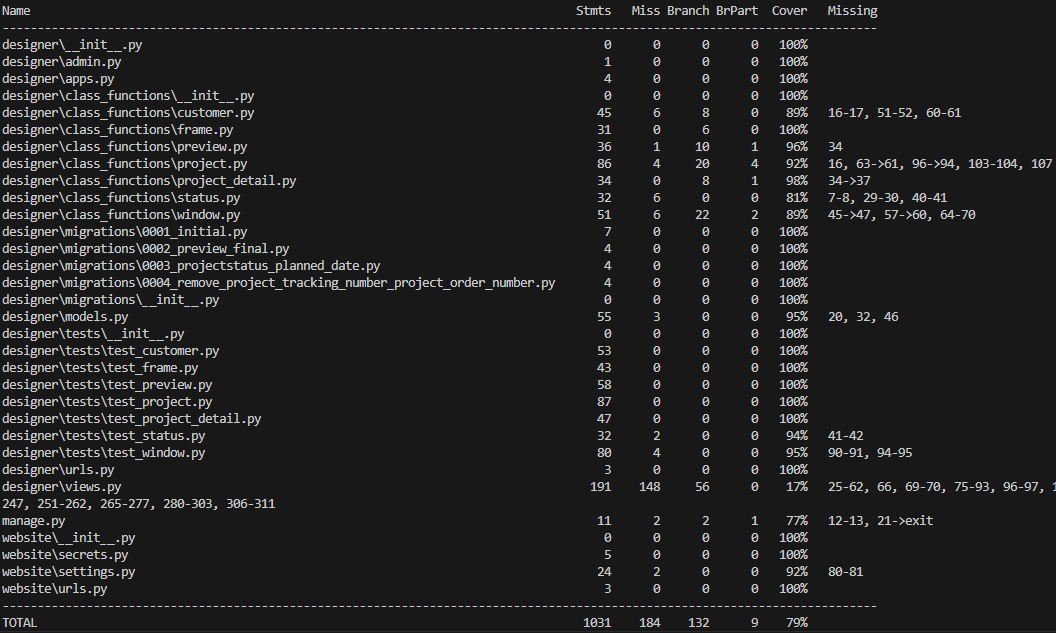 Name Stmts Miss Branch BrPart Cover Missing
-----------------------------------------------------------------------------------------------------------------------------
designer\__init__.py 0 0 0 0 100%
designer\admin.py 1 0 0 0 100%
designer\apps.py 4 0 0 0 100%
designer\class_functions\__init__.py 0 0 0 0 100%
designer\class_functions\customer.py 45 6 8 0 89% 16-17, 51-52, 60-61
designer\class_functions\frame.py 31 0 6 0 100%
designer\class_functions\preview.py 36 1 10 1 96% 34
designer\class_functions\project.py 86 4 20 4 92% 16, 63->61, 96->94, 103-104, 107
designer\class_functions\project_detail.py 34 0 8 1 98% 34->37
designer\class_functions\status.py 32 6 0 0 81% 7-8, 29-30, 40-41
designer\class_functions\window.py 51 6 22 2 89% 45->47, 57->60, 64-70
designer\migrations\0001_initial.py 7 0 0 0 100%
designer\migrations\0002_preview_final.py 4 0 0 0 100%
designer\migrations\0003_projectstatus_planned_date.py 4 0 0 0 100%
designer\migrations\0004_remove_project_tracking_number_project_order_number.py 4 0 0 0 100%
designer\migrations\__init__.py 0 0 0 0 100%
designer\models.py 55 3 0 0 95% 20, 32, 46
designer\tests\__init__.py 0 0 0 0 100%
designer\tests\test_customer.py 53 0 0 0 100%
designer\tests\test_frame.py 43 0 0 0 100%
designer\tests\test_preview.py 58 0 0 0 100%
designer\tests\test_project.py 87 0 0 0 100%
designer\tests\test_project_detail.py 47 0 0 0 100%
designer\tests\test_status.py 32 2 0 0 94% 41-42
designer\tests\test_window.py 80 4 0 0 95% 90-91, 94-95
designer\urls.py 3 0 0 0 100%
designer\views.py 191 148 56 0 17% 25-62, 66, 69-70, 75-93, 96-97,
247, 251-262, 265-277, 280-303, 306-311
manage.py 11 2 2 1 77% 12-13, 21->exit
website\__init__.py 0 0 0 0 100%
website\secrets.py 5 0 0 0 100%
website\settings.py 24 2 0 0 92% 80-81
website\urls.py 3 0 0 0 100%
-----------------------------------------------------------------------------------------------------------------------------
TOTAL 1031 184 132 9 79%